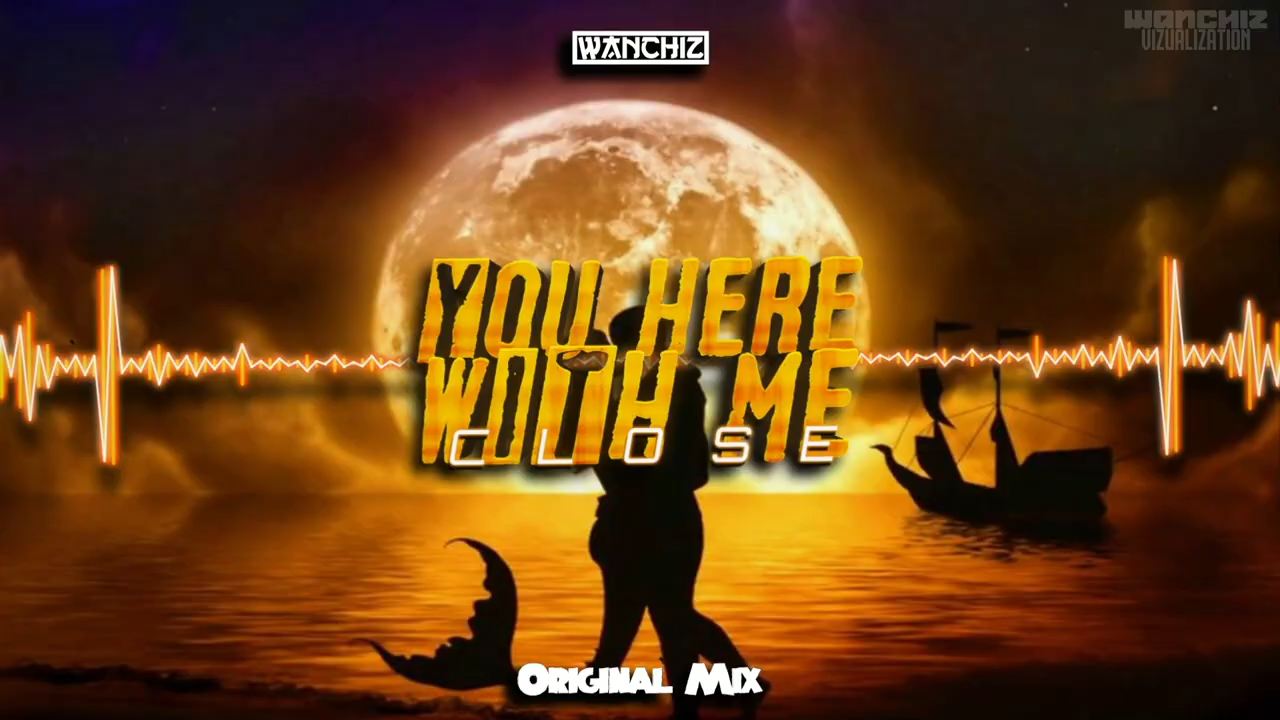 WANCHIZ
WANCHIZ
VIZUALIZATION
YOU HERE
WITH ME
CLOSE
ORIGINAL MIX